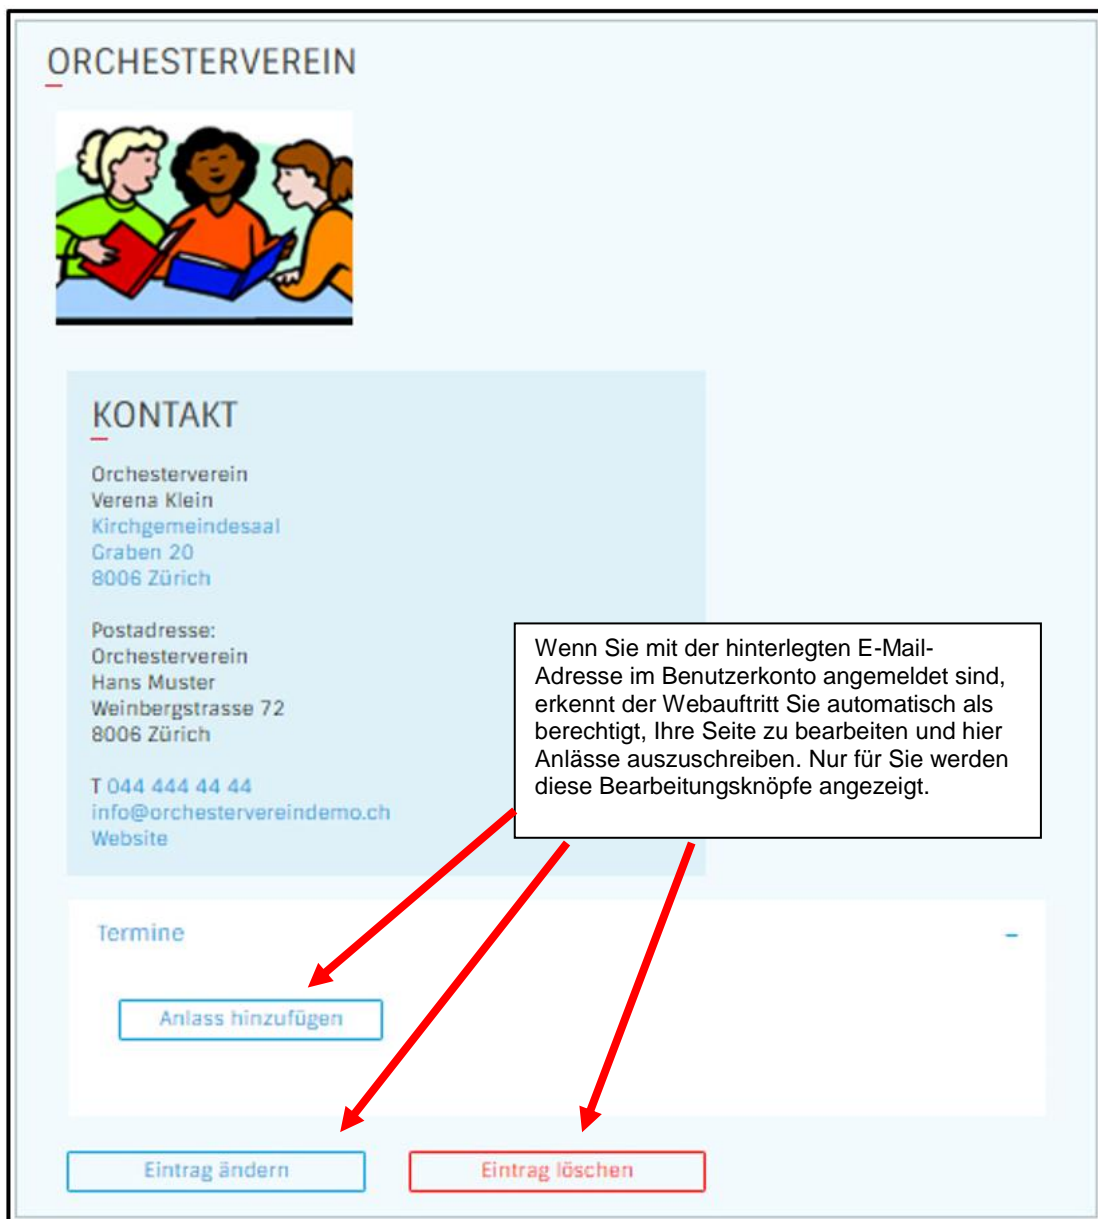 ORCHESTERVEREIN
KONTAKT
Orchesterverein
Verena Klein
Kirchgemeindesaal
Graben 20
8006 Zürich
Postadresse:
Orchesterverein
Hans Muster
Weinbergstrasse 72
8006 Zürich
T 044 444 44 44
info@orchestervereindemo.ch
Website
Wenn Sie mit der hinterlegten E-Mail-
Adresse im Benutzerkonto angemeldet sind,
erkennt der Webauftritt Sie automatisch als
berechtigt, Ihre Seite zu bearbeiten und hier
Anlässe auszuschreiben. Nur für Sie werden
diese Bearbeitungsknöpfe angezeigt.
Termine
Anlass hinzufügen
Eintrag ändern
Eintrag löschen